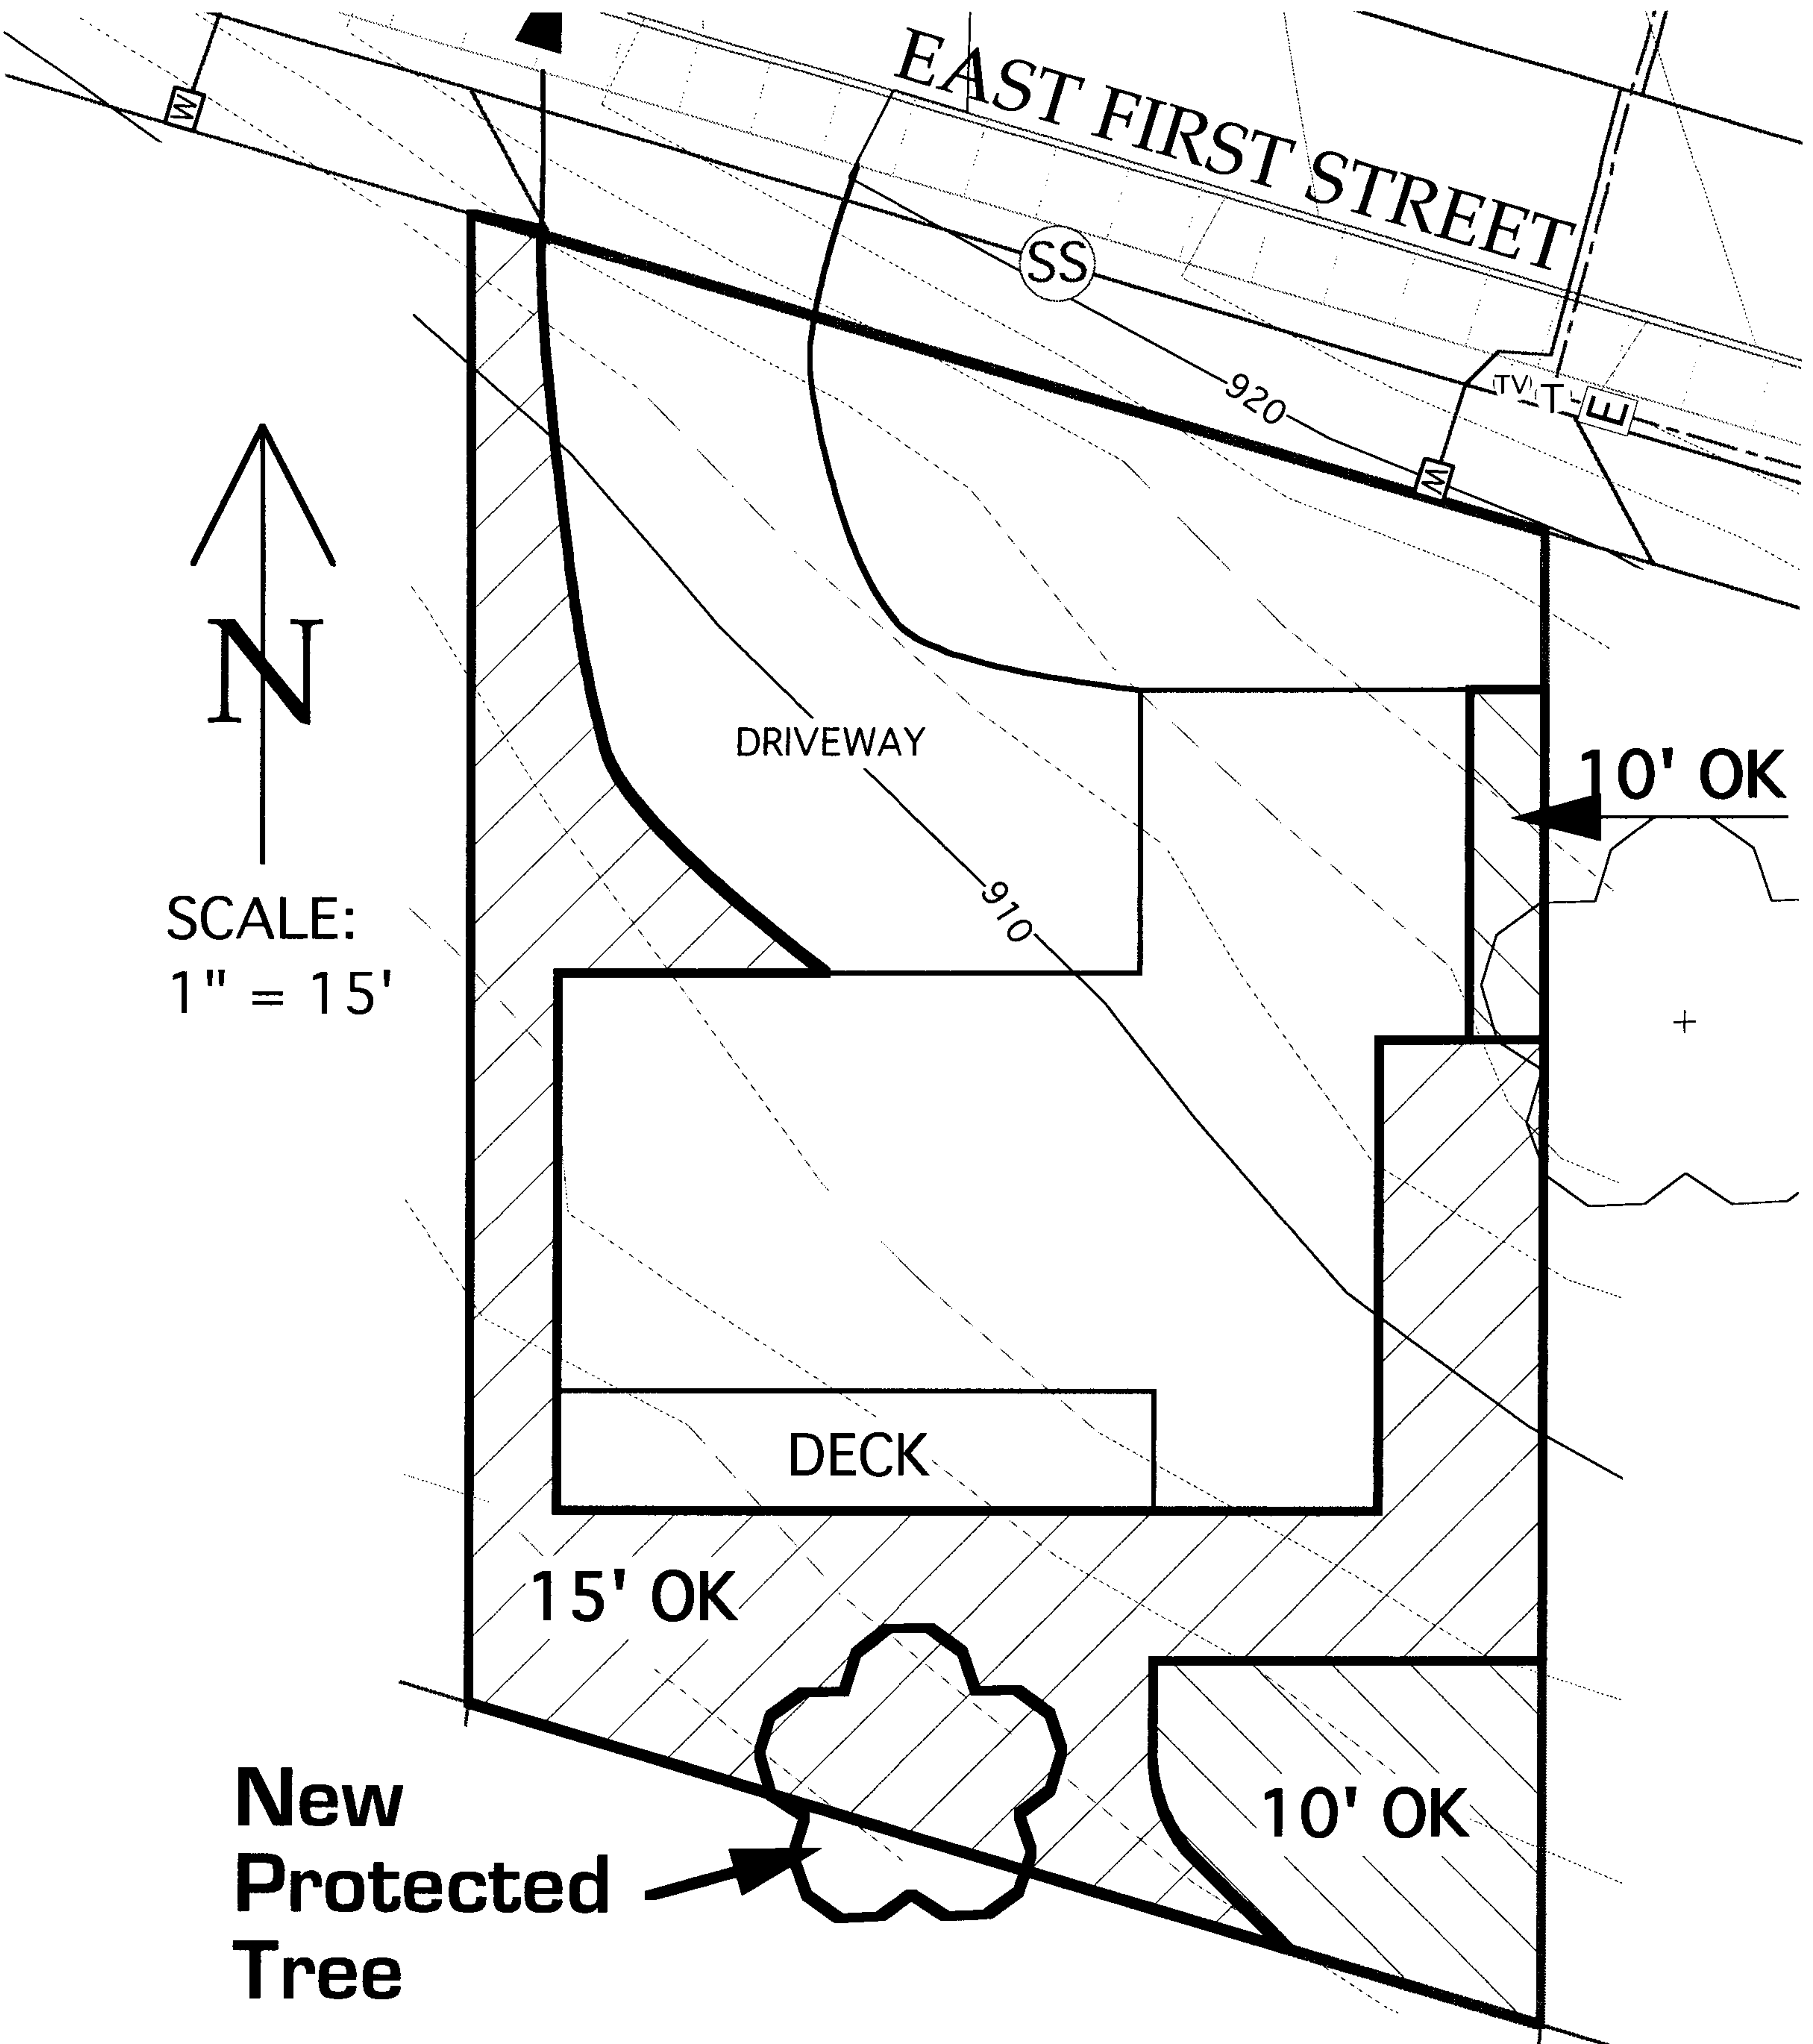 EAST FIRST STREET
W
SS
920
TV
T
E
W
N
DRIVEWAY
10' OK
910
SCALE:
1" = 15'
DECK
15' OK
10' OK
New
Protected
Tree